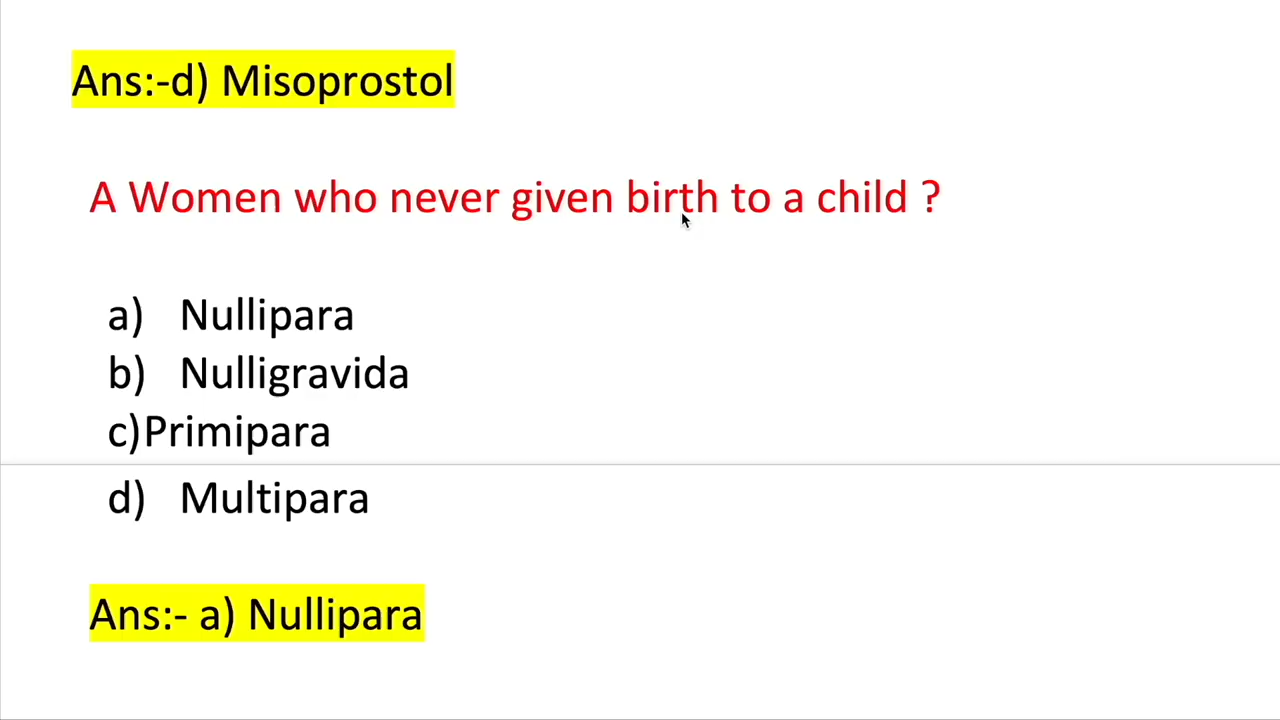 Ans:-d) Misoprostol
A Women who never given birth to a child ?
a) Nullipara
b) Nulligravida
c)Primipara
d) Multipara
Ans:- a) Nullipara